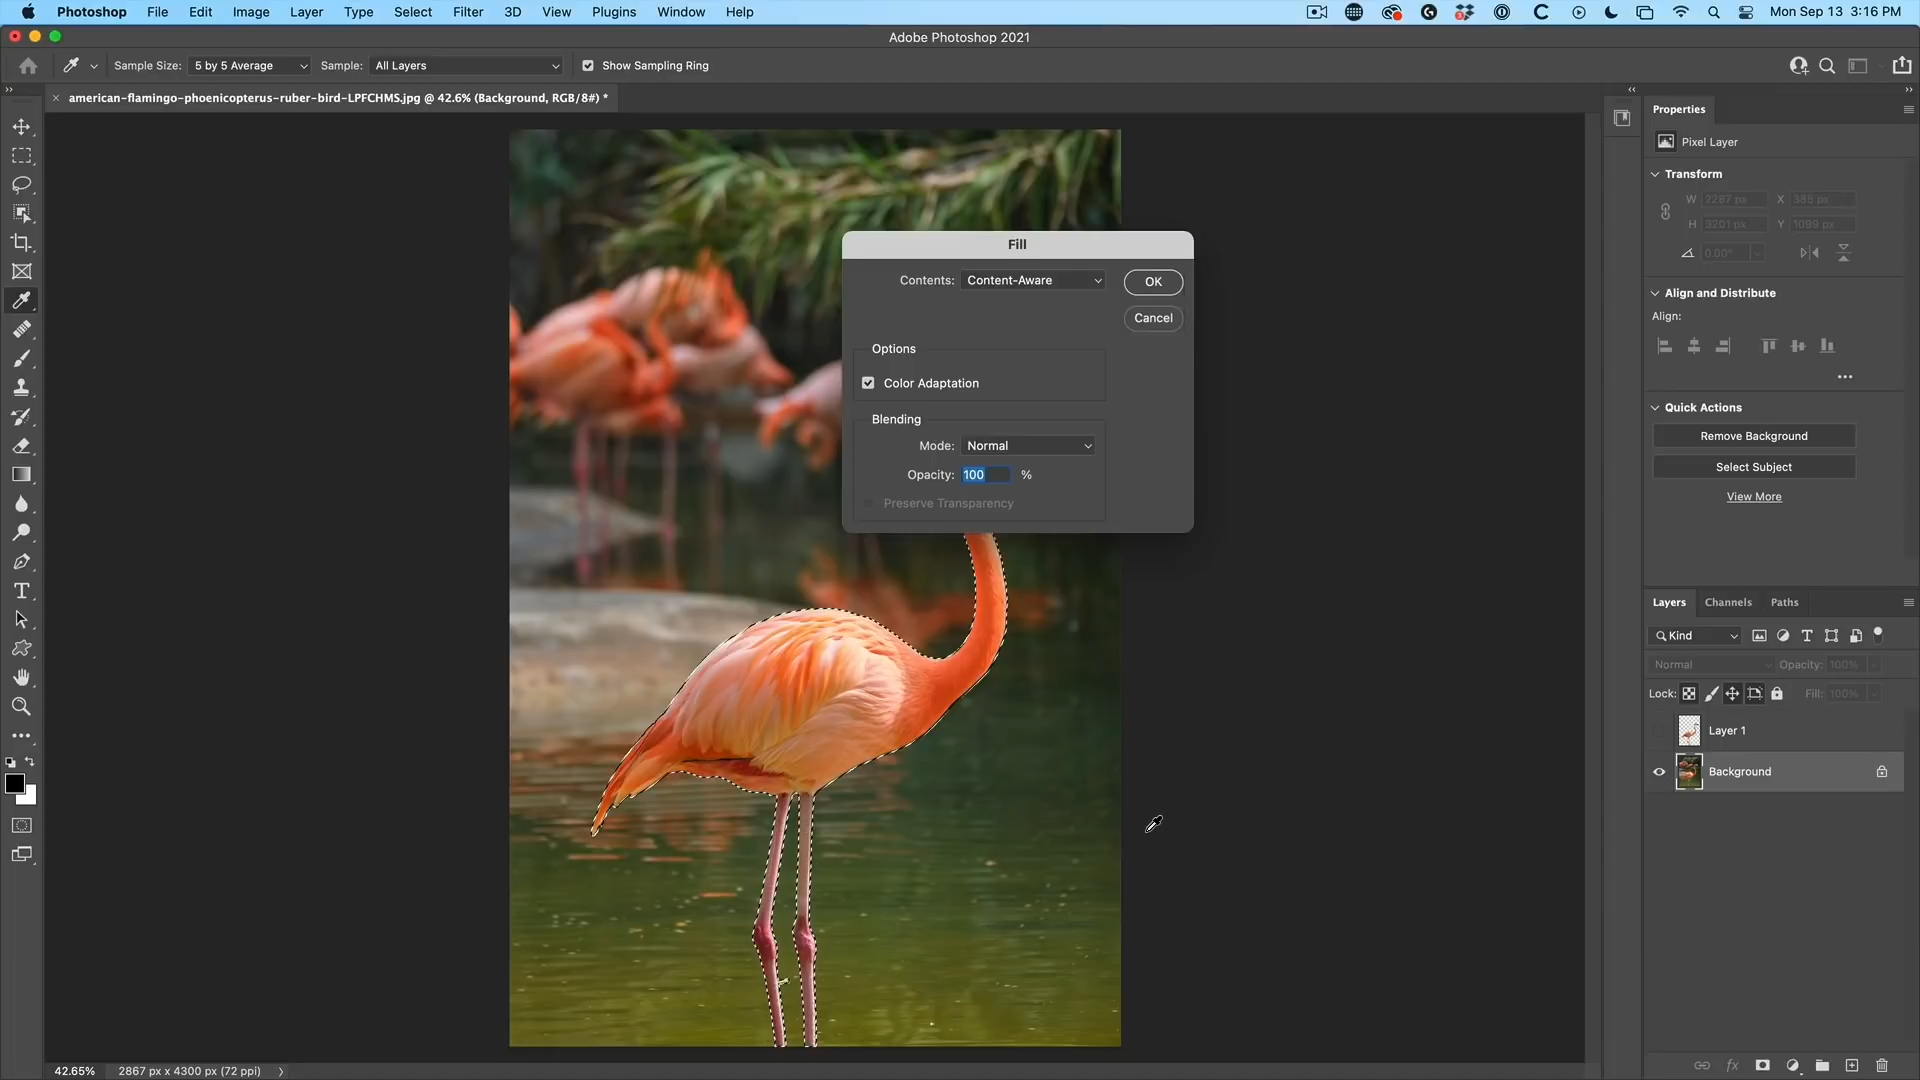 Photoshop File Edit Image Layer Type Select Filter 3D View Plugins Window Help Mon Sep 13 3:16 PM
Adobe Photoshop 2021
Sample Size: 5 by 5 Average Sample: All Layers Show Sampling Ring
american-flamingo-phoenicopterus-ruber-bird-LPFCHMS.jpg @ 42.6% (Background, RGB/8#) *
Fill
Contents: Content-Aware
OK
Cancel
Options
Color Adaptation
Blending
Mode: Normal
Opacity: 100 %
Preserve Transparency
Properties
Pixel Layer
Transform
W 2287 px X 385 px
H 3201 px Y 1099 px
0.00°
Align and Distribute
Align:
Quick Actions
Remove Background
Select Subject
View More
Layers Channels Paths
Kind
Normal Opacity: 100%
Lock: Fill: 100%
Layer 1
Background
42.65% 2867 px x 4300 px (72 ppi)